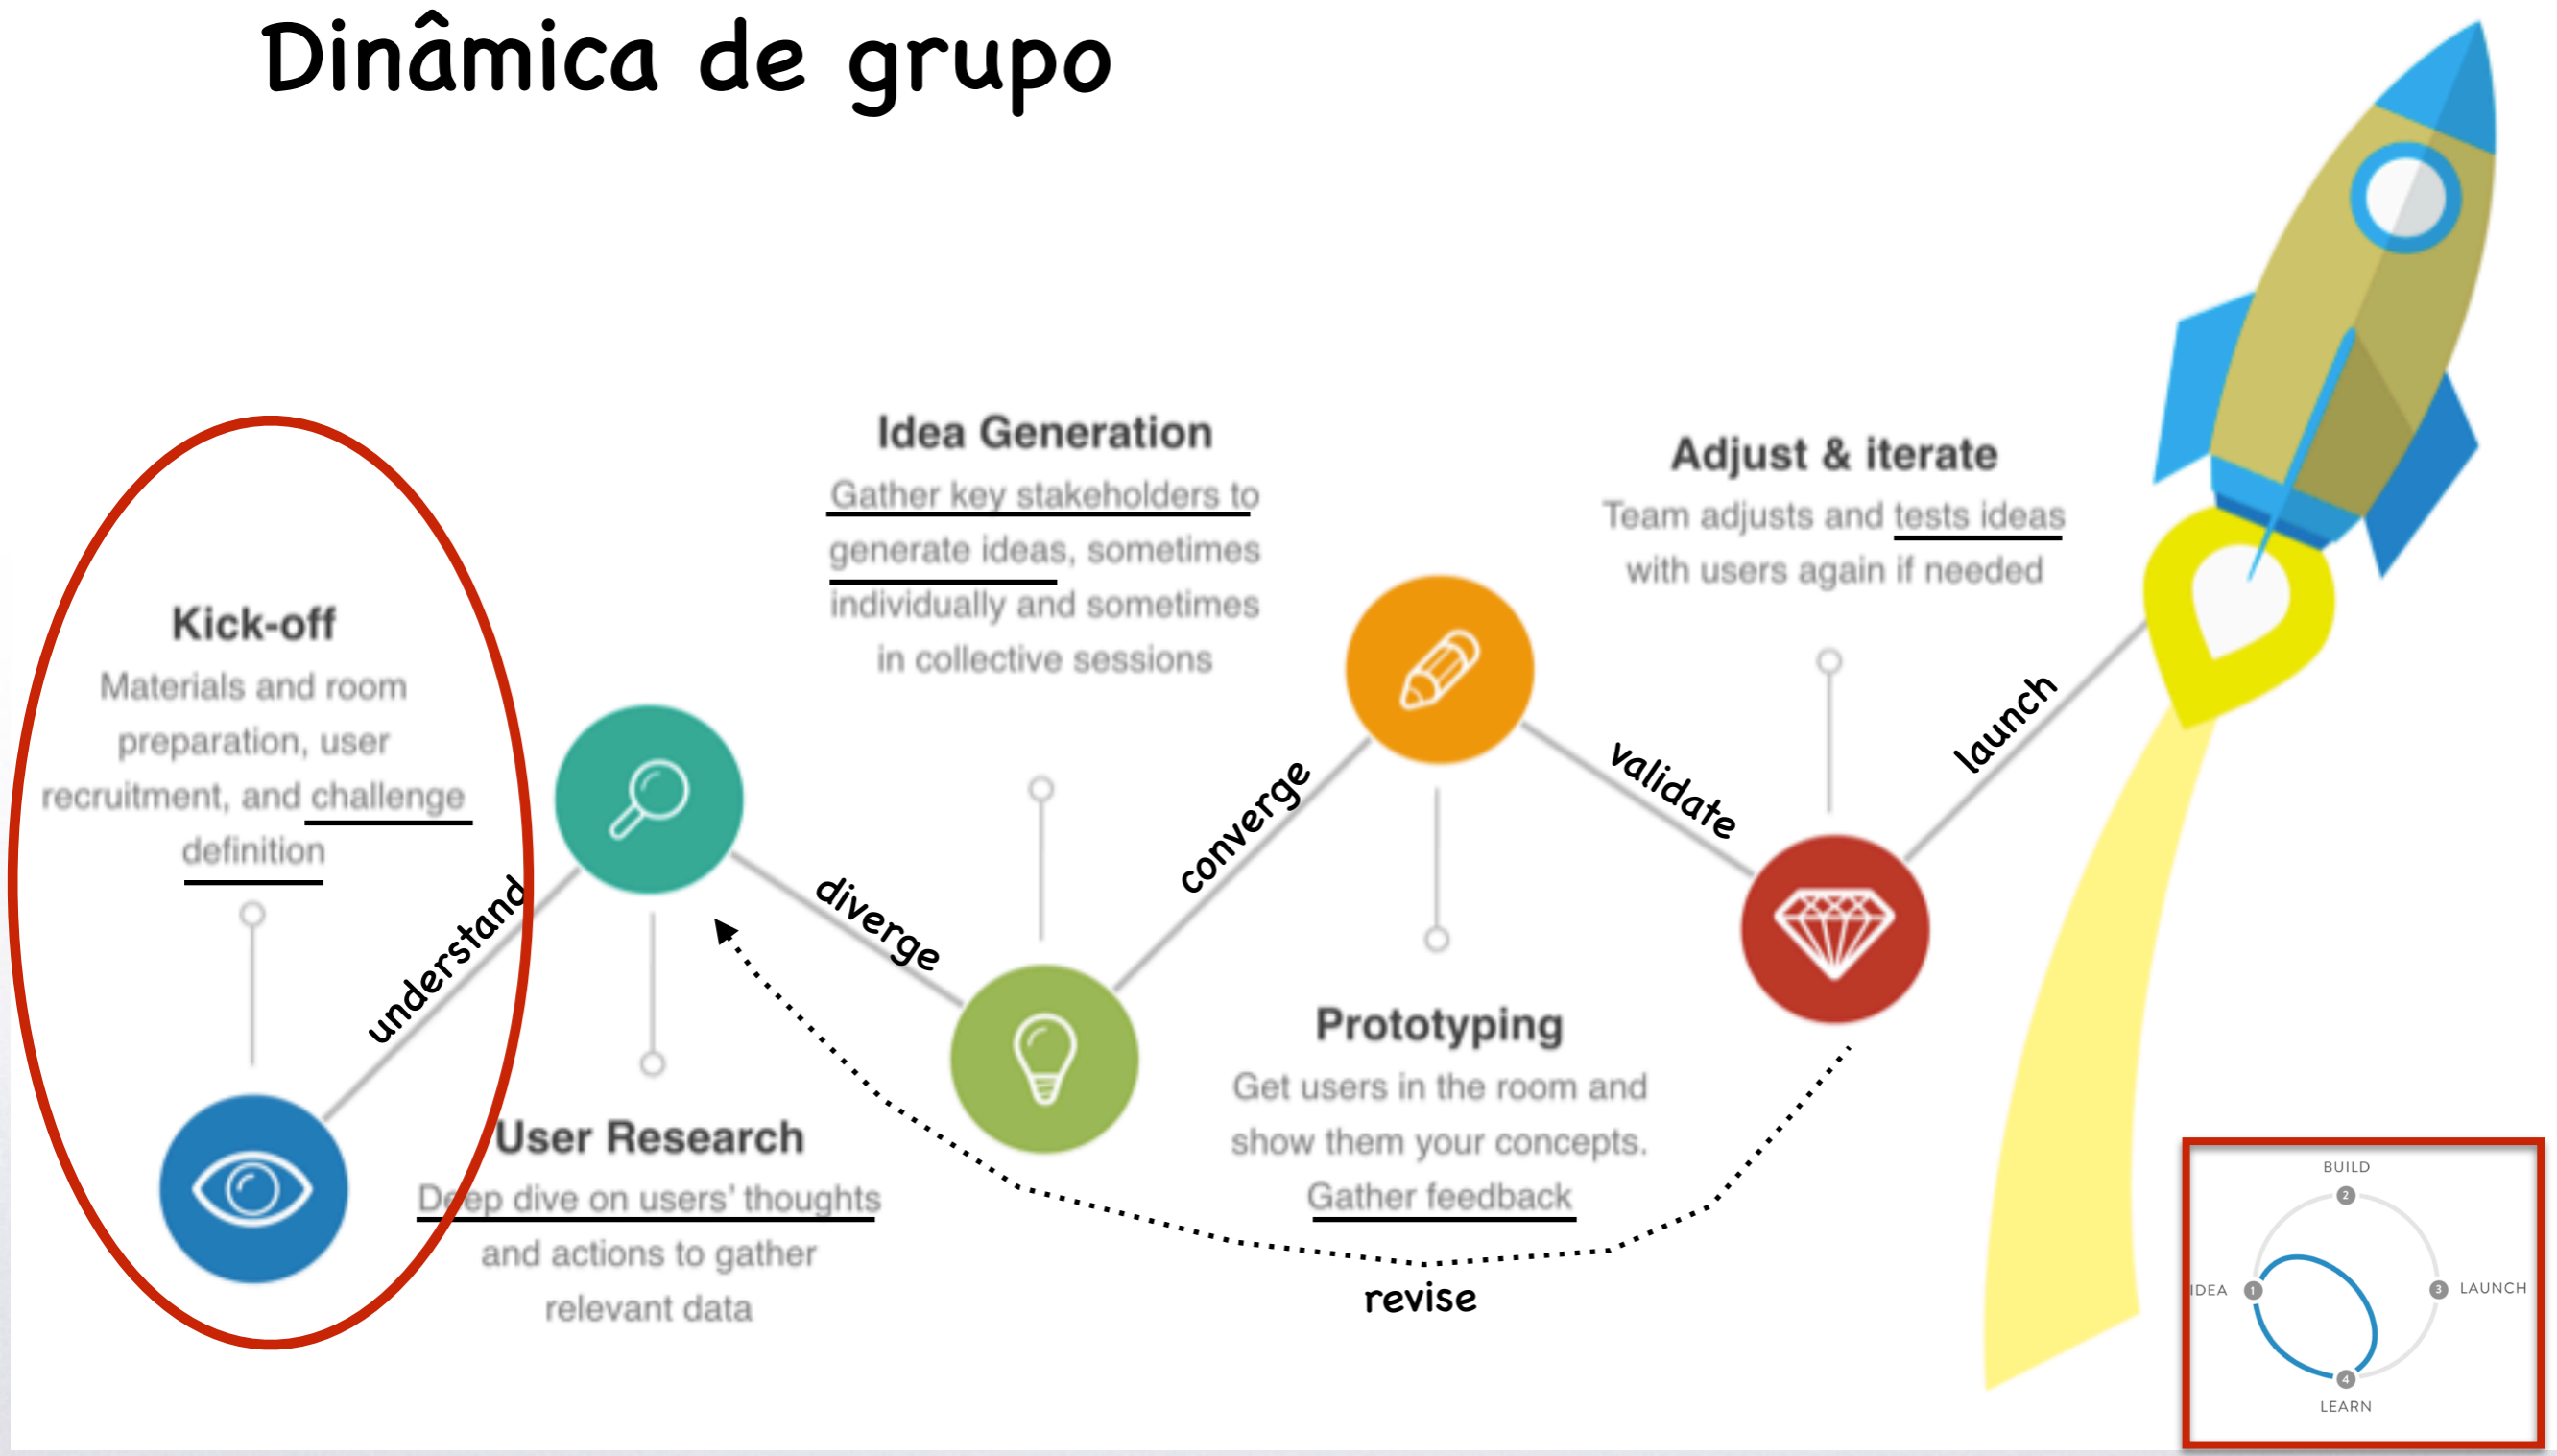 Dinâmica de grupo
Kick-off
Materials and room
preparation, user
recruitment, and challenge
definition
understand
User Research
Deep dive on users' thoughts
and actions to gather
relevant data
diverge
Idea Generation
Gather key stakeholders to
generate ideas, sometimes
individually and sometimes
in collective sessions
converge
Prototyping
Get users in the room and
show them your concepts.
Gather feedback
validate
Adjust & iterate
Team adjusts and tests ideas
with users again if needed
launch
revise
BUILD
2
IDEA
1
3
LAUNCH
4
LEARN